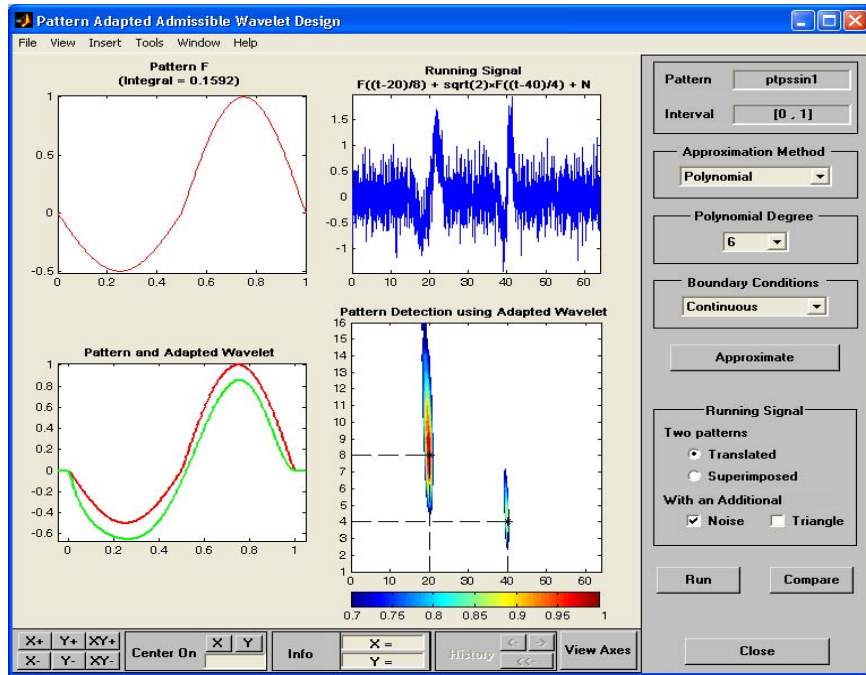 Pattern Adapted Admissible Wavelet Design
File View Insert Tools Window Help
Pattern F
(Integral = 0.1592)
1
0.5
0
-0.5
0 0.2 0.4 0.6 0.8 1
Running Signal
F((t-20)/8) + sqrt(2)×F((t-40)/4) + N
1.5
1
0.5
0
-0.5
-1
0 10 20 30 40 50 60
Pattern and Adapted Wavelet
1
0.8
0.6
0.4
0.2
0
-0.2
-0.4
-0.6
0 0.2 0.4 0.6 0.8 1
Pattern Detection using Adapted Wavelet
16
15
14
13
12
11
10
9
8
7
6
5
4
3
2
1
0 10 20 30 40 50 60
0.7 0.75 0.8 0.85 0.9 0.95 1
Pattern ptpssin1
Interval [0 , 1]
Approximation Method
Polynomial
Polynomial Degree
6
Boundary Conditions
Continuous
Approximate
Running Signal
Two patterns
Translated
Superimposed
With an Additional
Noise Triangle
Run Compare
Close
X+ Y+ XY+
X- Y- XY-
Center On X Y
Info X =
Y =
History <- ->
<<-
View Axes